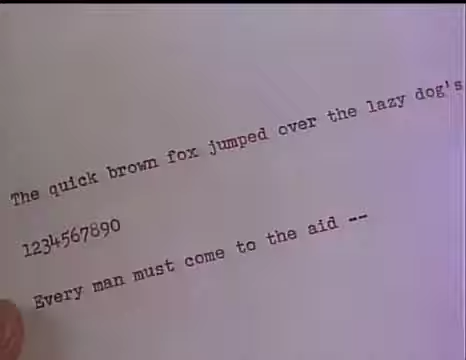 The quick brown fox jumped over the lazy dog's
1234567890
Every man must come to the aid --